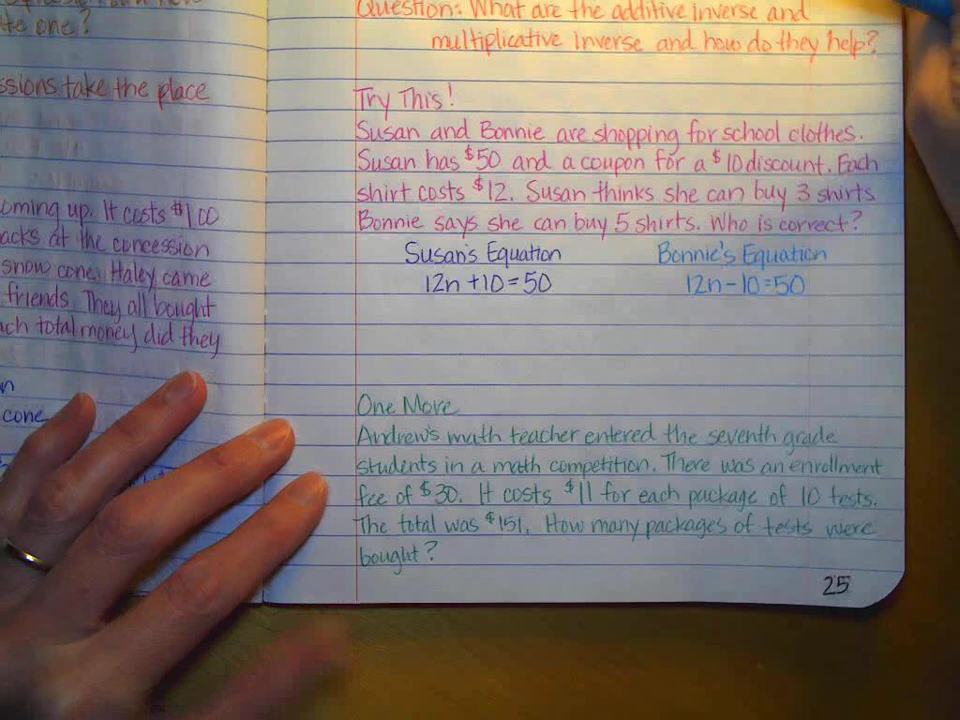 te one?
ssions take the place
oming up. It costs $1.00
acks at the concession
snow cone. Haley came
friends. They all bought
uch total money did they
n
cone
Question: What are the additive inverse and
multiplicative inverse and how do they help?
Try This!
Susan and Bonnie are shopping for school clothes.
Susan has $50 and a coupon for a $10 discount. Each
shirt costs $12. Susan thinks she can buy 3 shirts
Bonnie says she can buy 5 shirts. Who is correct?
Susan's Equation Bonnie's Equation
12n + 10 = 50 12n - 10 = 50
One More
Andrew's math teacher entered the seventh grade
students in a math competition. There was an enrollment
fee of $30. It costs $11 for each package of 10 tests.
The total was $151. How many packages of tests were
bought?
25